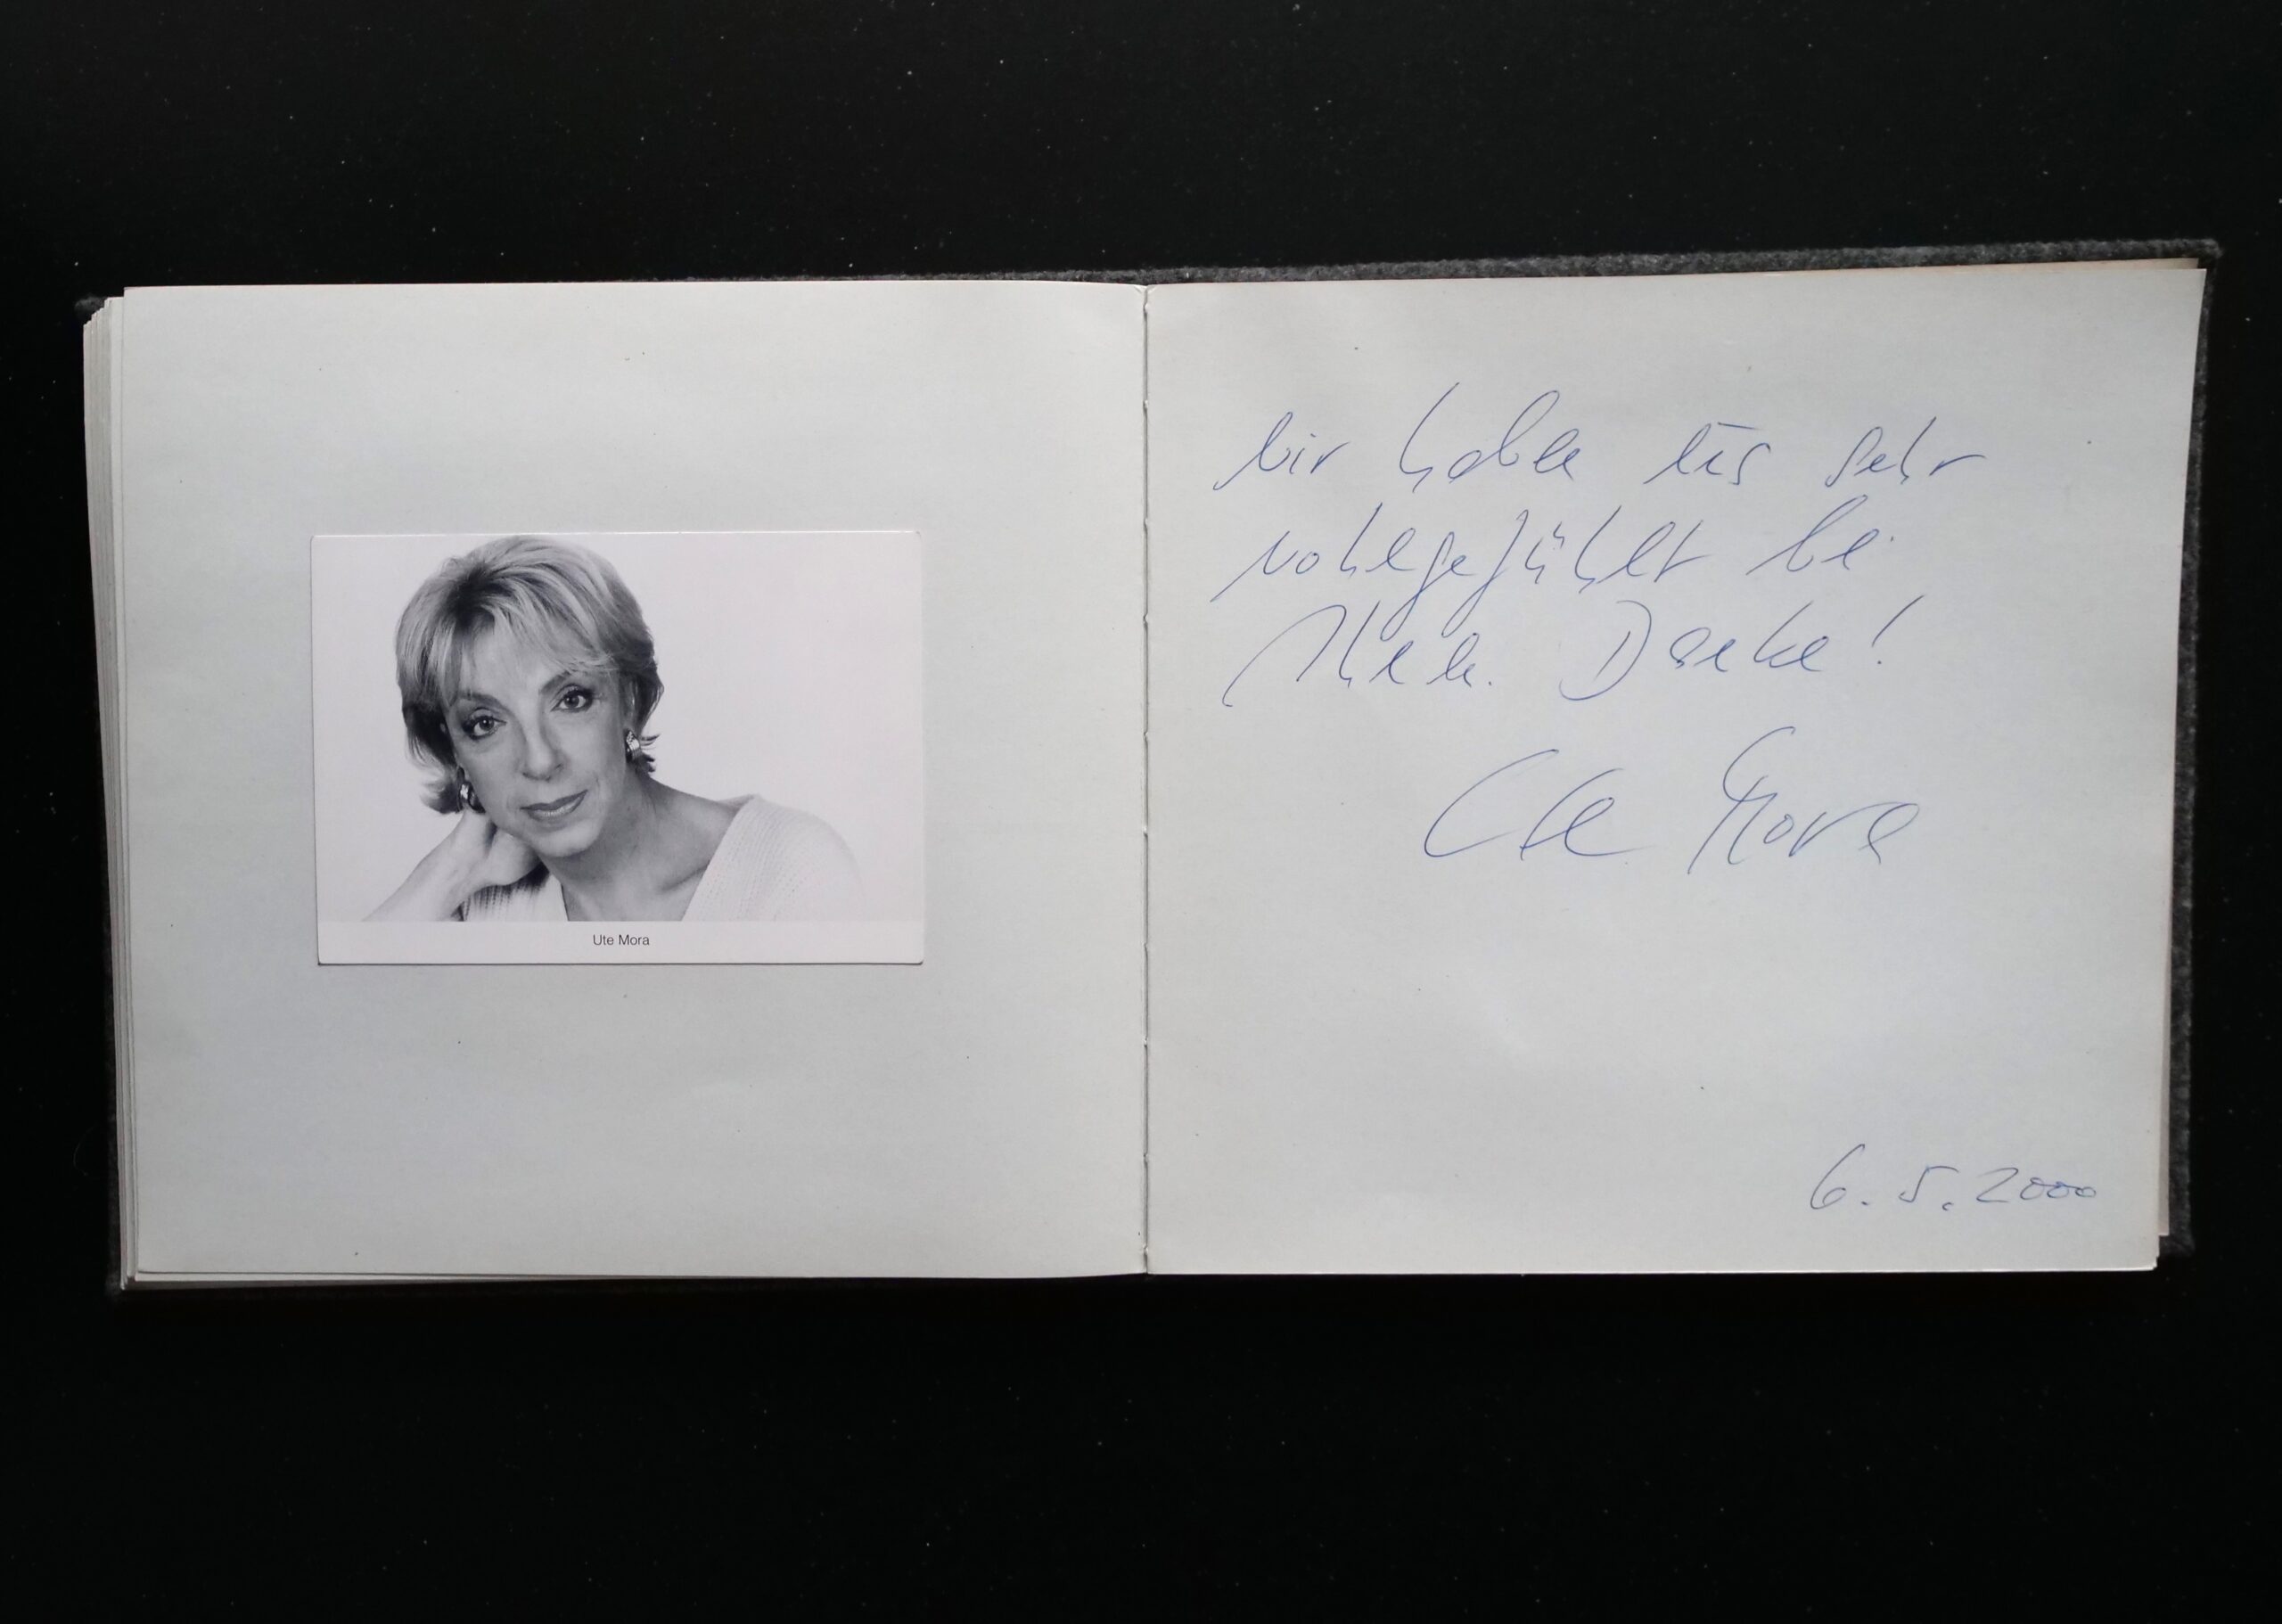 Ute Mora
Wir haben uns sehr
wohlgefühlt bei
Ihnen. Danke!
Ute Mora
6. 5. 2000